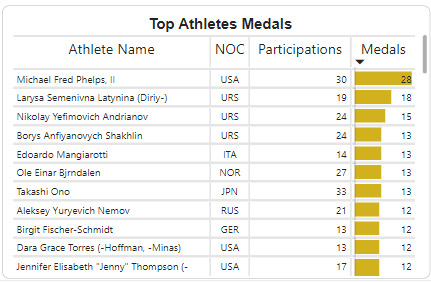 Top Athletes Medals
Athlete Name NOC Participations Medals
Michael Fred Phelps, II USA 30 28
Larysa Semenivna Latynina (Diriy-) URS 19 18
Nikolay Yefimovich Andrianov URS 24 15
Borys Anfiyanovych Shakhlin URS 24 13
Edoardo Mangiarotti ITA 14 13
Ole Einar Bjrndalen NOR 27 13
Takashi Ono JPN 33 13
Aleksey Yuryevich Nemov RUS 21 12
Birgit Fischer-Schmidt GER 13 12
Dara Grace Torres (-Hoffman, -Minas) USA 13 12
Jennifer Elisabeth "Jenny" Thompson (- USA 17 12